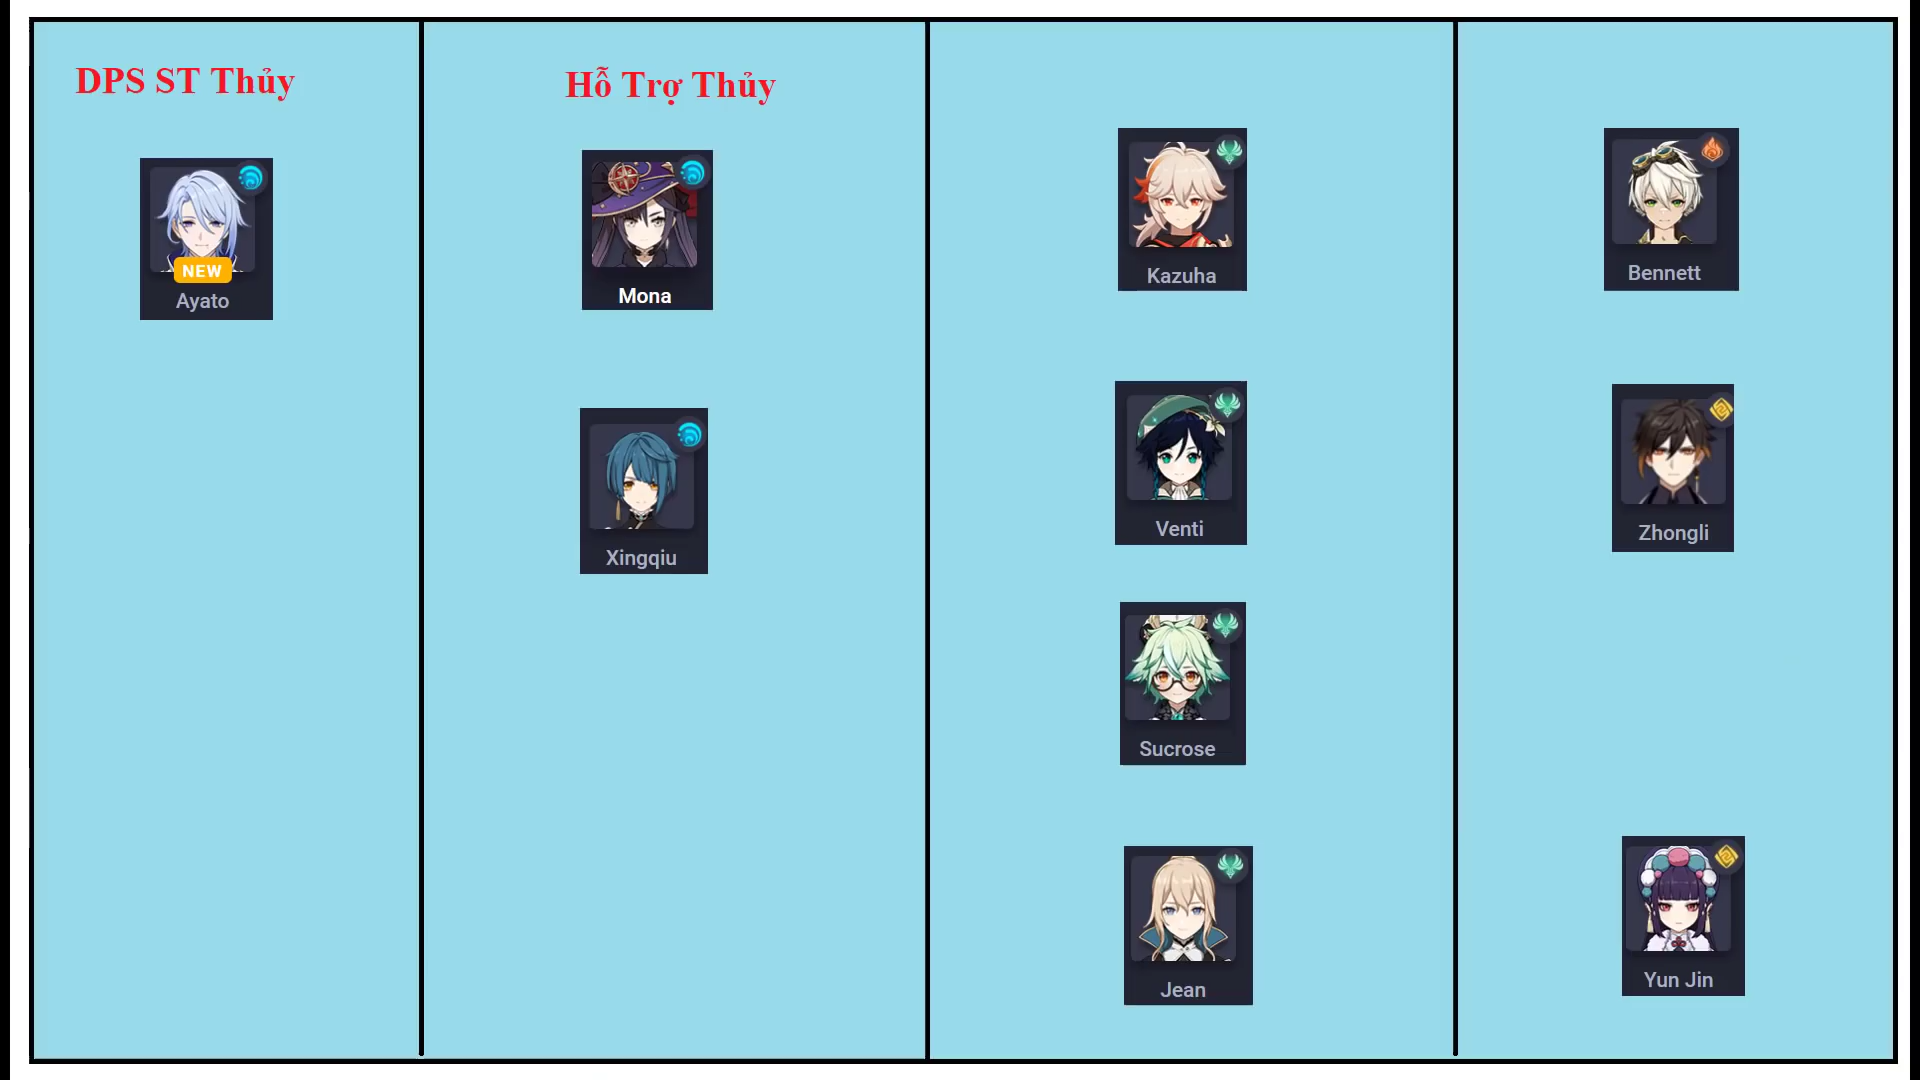 DPS ST Thủy
NEW
Ayato
Hỗ Trợ Thủy
Mona
Xingqiu
Kazuha
Venti
Sucrose
Jean
Bennett
Zhongli
Yun Jin